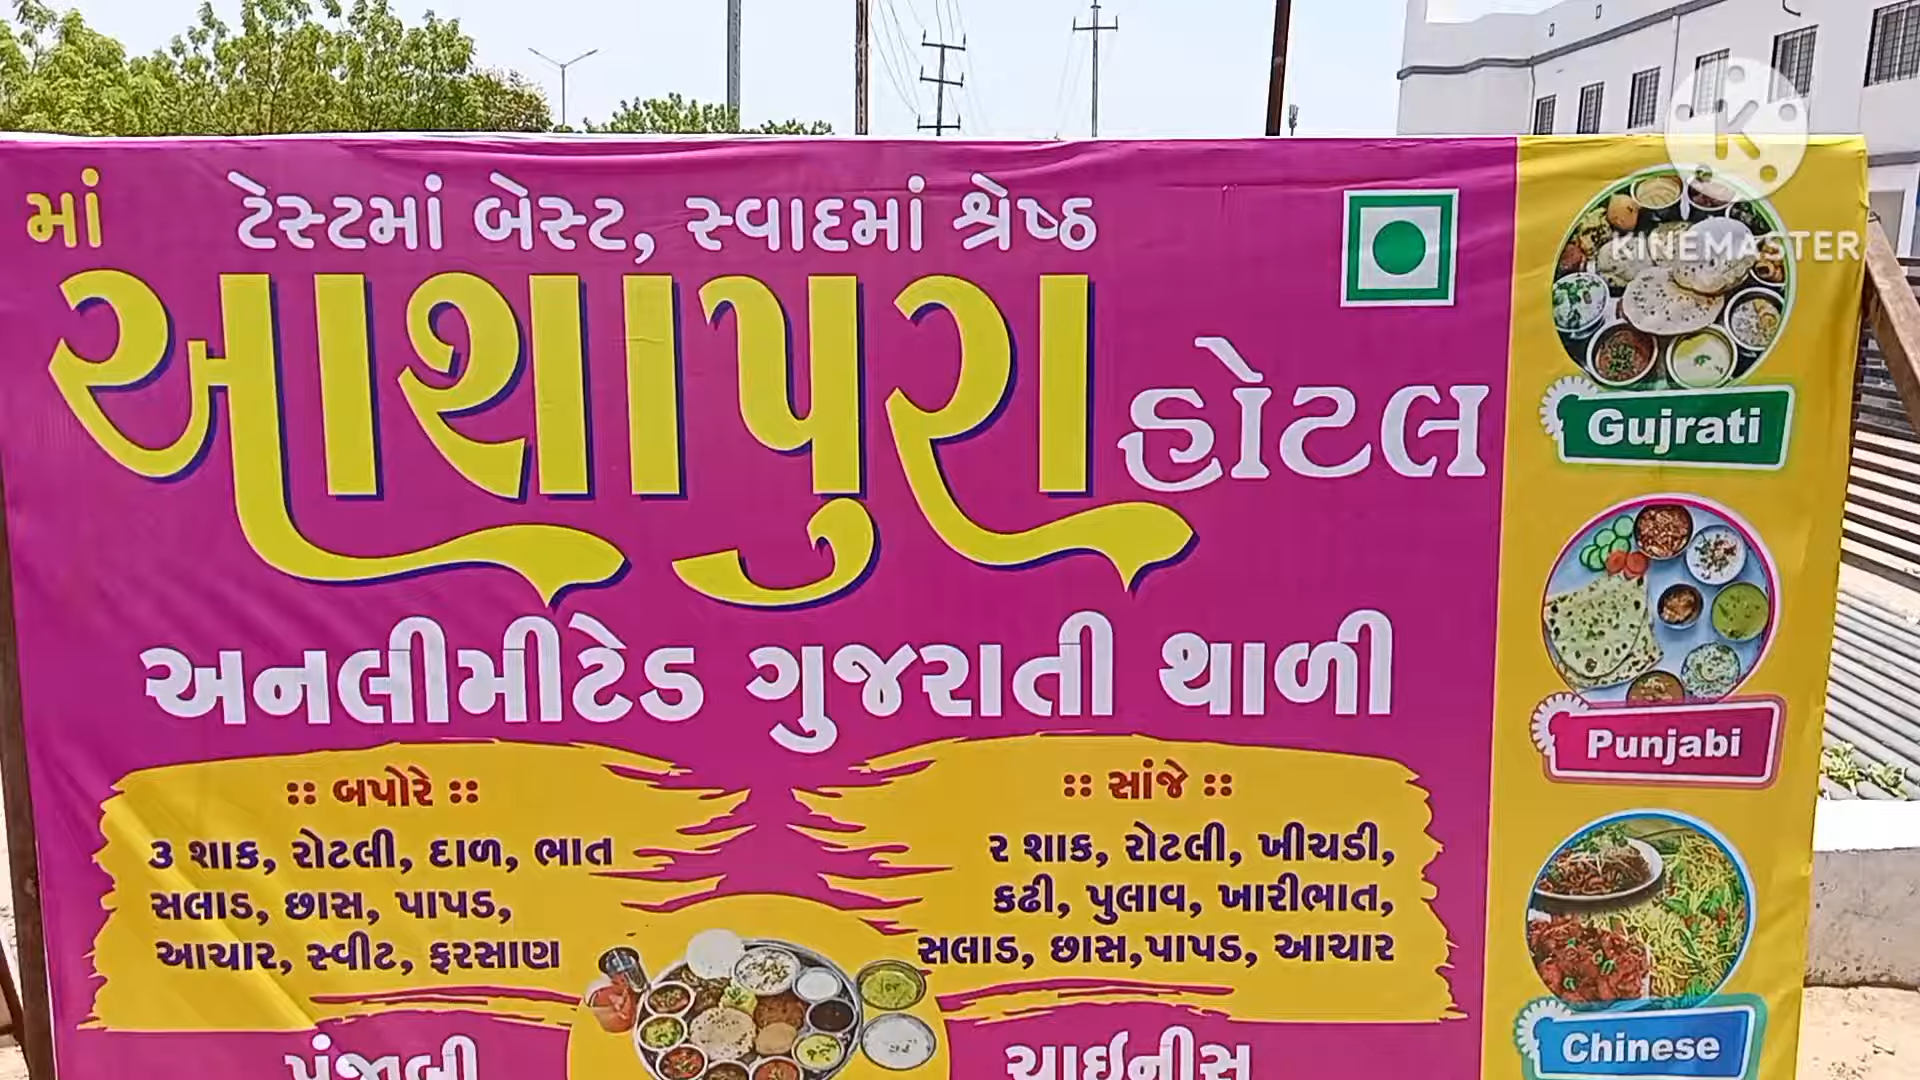 માં
ટેસ્ટમાં બેસ્ટ, સ્વાદમાં શ્રેષ્ઠ
આશાપુરા હોટલ
અનલીમીટેડ ગુજરાતી થાળી
:: બપોરે ::
૩ શાક, રોટલી, દાળ, ભાત
સલાડ, છાસ, પાપડ,
આચાર, સ્વીટ, ફરસાણ
:: સાંજે ::
૨ શાક, રોટલી, ખીચડી,
કઢી, પુલાવ, ખારીભાત,
સલાડ, છાસ,પાપડ, આચાર
પંજાબી
ચાઇનીસ
Gujrati
Punjabi
Chinese
K
KINEMASTER